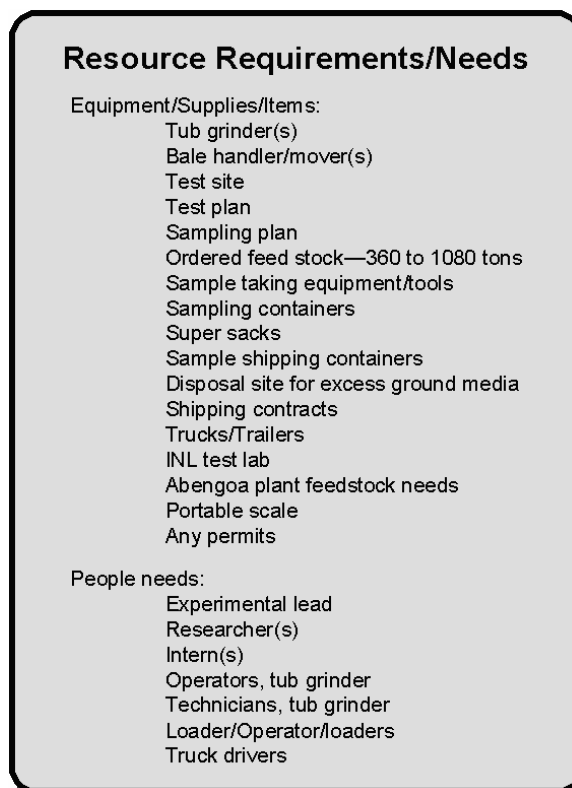 Resource Requirements/Needs
Equipment/Supplies/Items:
Tub grinder(s)
Bale handler/mover(s)
Test site
Test plan
Sampling plan
Ordered feed stock—360 to 1080 tons
Sample taking equipment/tools
Sampling containers
Super sacks
Sample shipping containers
Disposal site for excess ground media
Shipping contracts
Trucks/Trailers
INL test lab
Abengoa plant feedstock needs
Portable scale
Any permits
People needs:
Experimental lead
Researcher(s)
Intern(s)
Operators, tub grinder
Technicians, tub grinder
Loader/Operator/loaders
Truck drivers